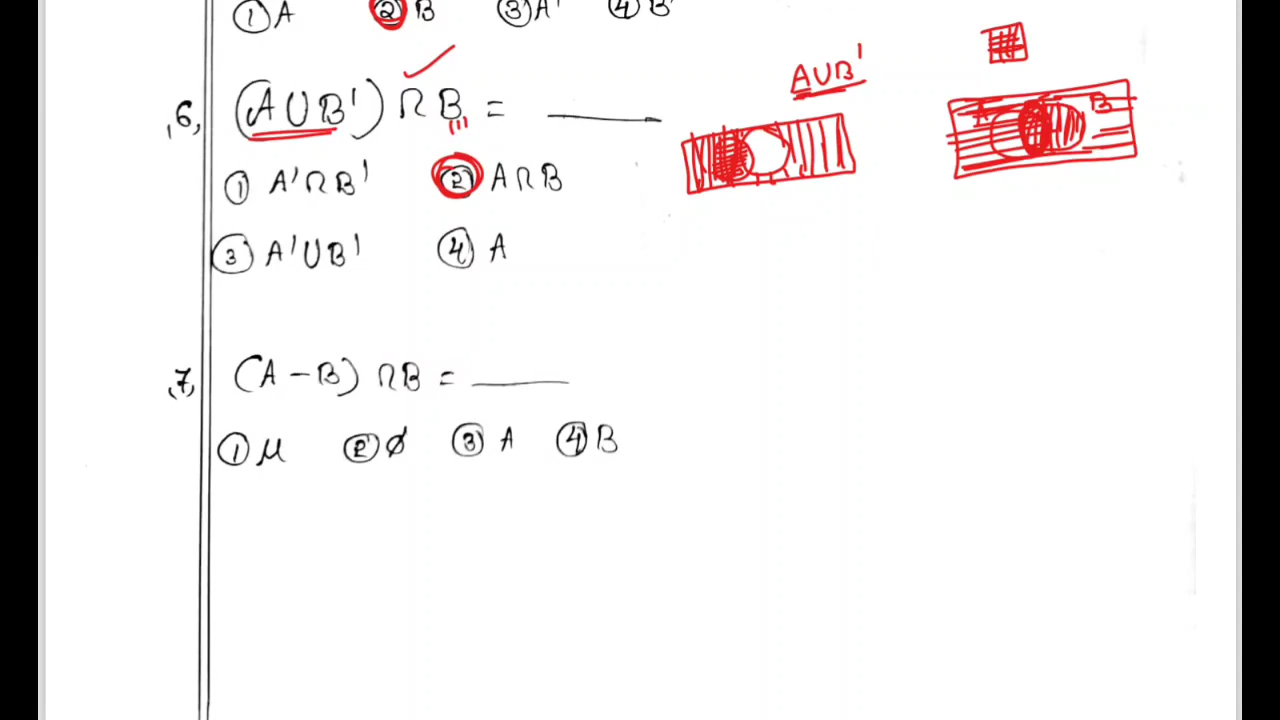 ① A ② B ③ A' ④ B'
A∪B'
A B
,6, (A∪B') ∩ B = ______
① A'∩B' ② A∩B
③ A'∪B' ④ A
,7, (A-B) ∩B = ______
① μ ② ∅ ③ A ④ B